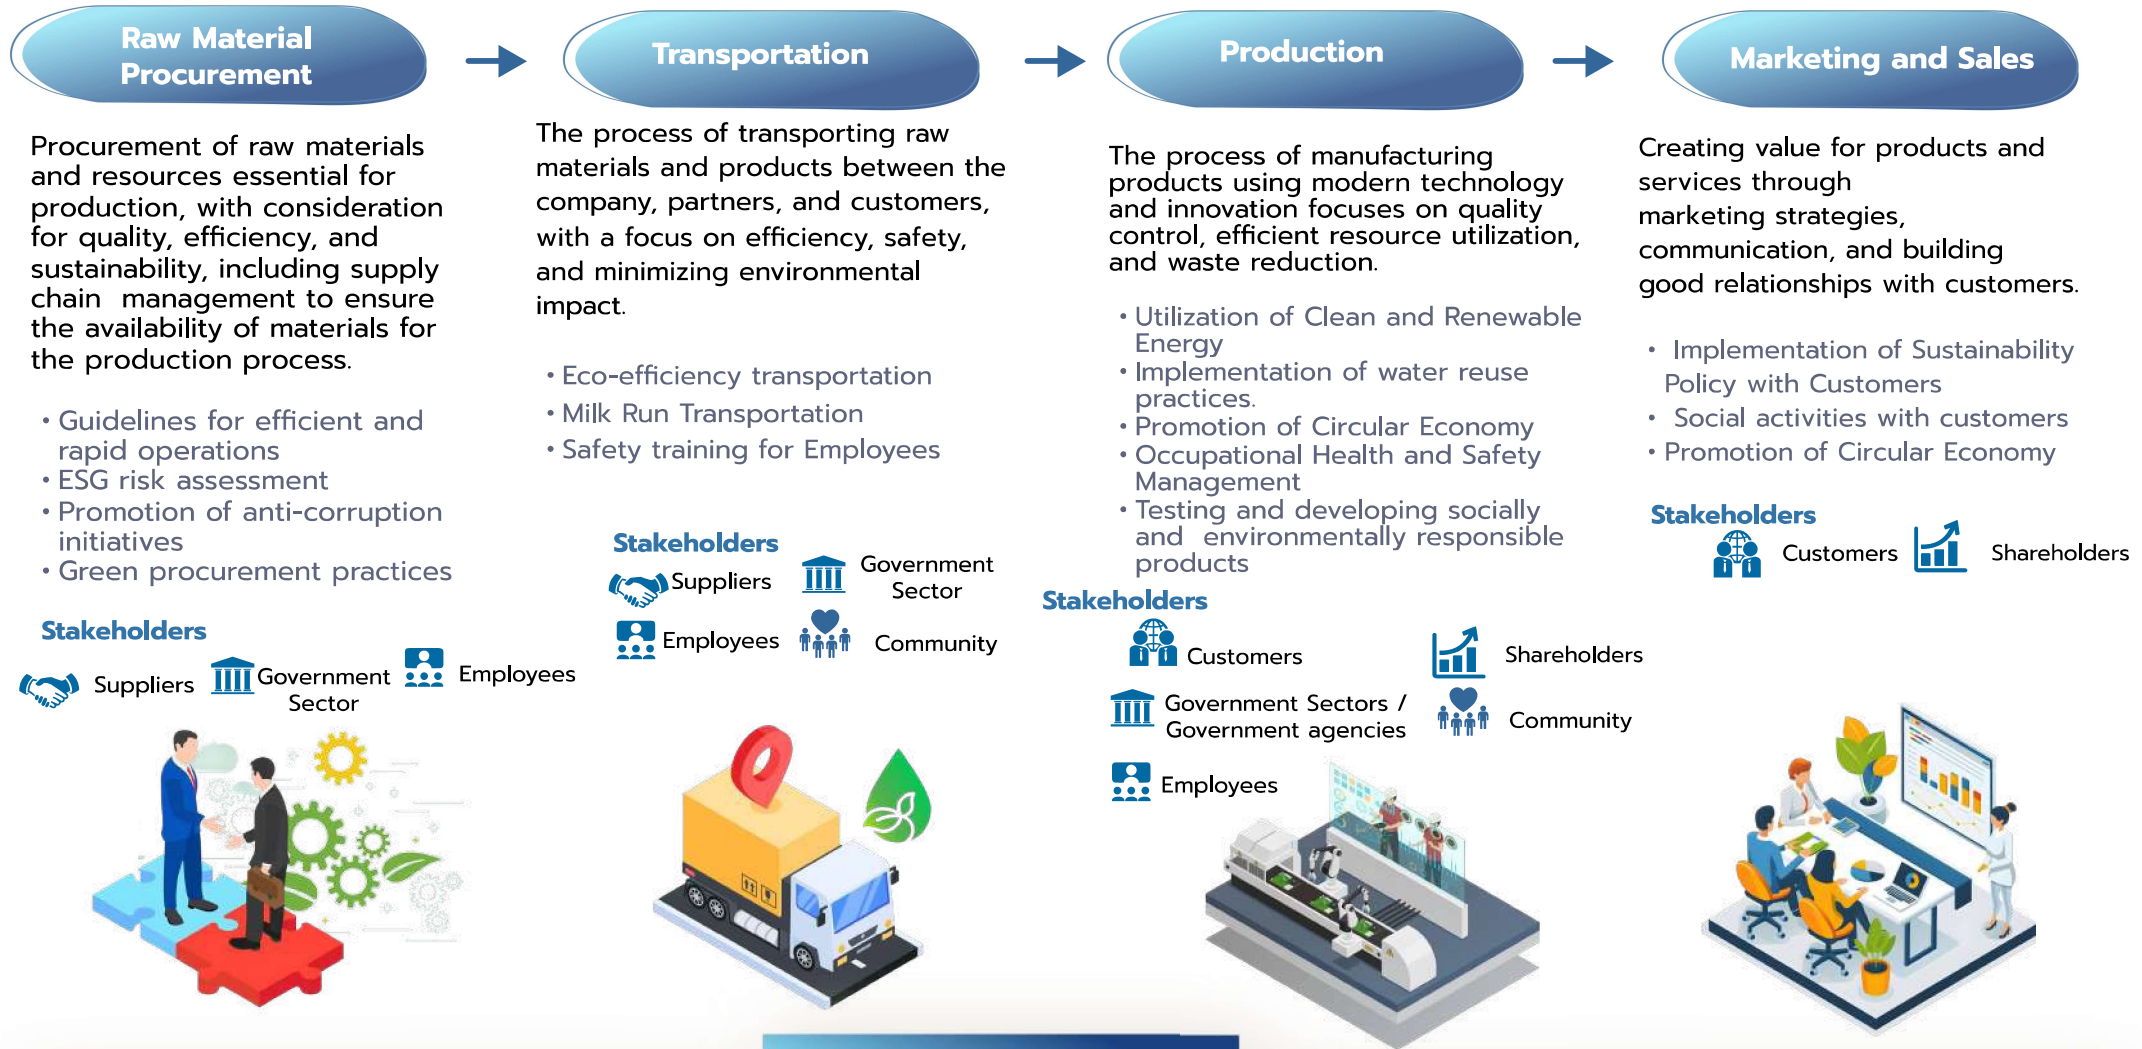 Raw Material
Procurement
Procurement of raw materials
and resources essential for
production, with consideration
for quality, efficiency, and
sustainability, including supply
chain management to ensure
the availability of materials for
the production process.
• Guidelines for efficient and
rapid operations
• ESG risk assessment
• Promotion of anti-corruption
initiatives
• Green procurement practices
Stakeholders
Suppliers
Government
Sector
Employees
Transportation
The process of transporting raw
materials and products between the
company, partners, and customers,
with a focus on efficiency, safety,
and minimizing environmental
impact.
• Eco-efficiency transportation
• Milk Run Transportation
• Safety training for Employees
Stakeholders
Suppliers
Government
Sector
Employees
Community
Production
The process of manufacturing
products using modern technology
and innovation focuses on quality
control, efficient resource utilization,
and waste reduction.
• Utilization of Clean and Renewable
Energy
• Implementation of water reuse
practices.
• Promotion of Circular Economy
• Occupational Health and Safety
Management
• Testing and developing socially
and environmentally responsible
products
Stakeholders
Customers
Shareholders
Government Sectors /
Government agencies
Community
Employees
Marketing and Sales
Creating value for products and
services through
marketing strategies,
communication, and building
good relationships with customers.
• Implementation of Sustainability
Policy with Customers
• Social activities with customers
• Promotion of Circular Economy
Stakeholders
Customers
Shareholders